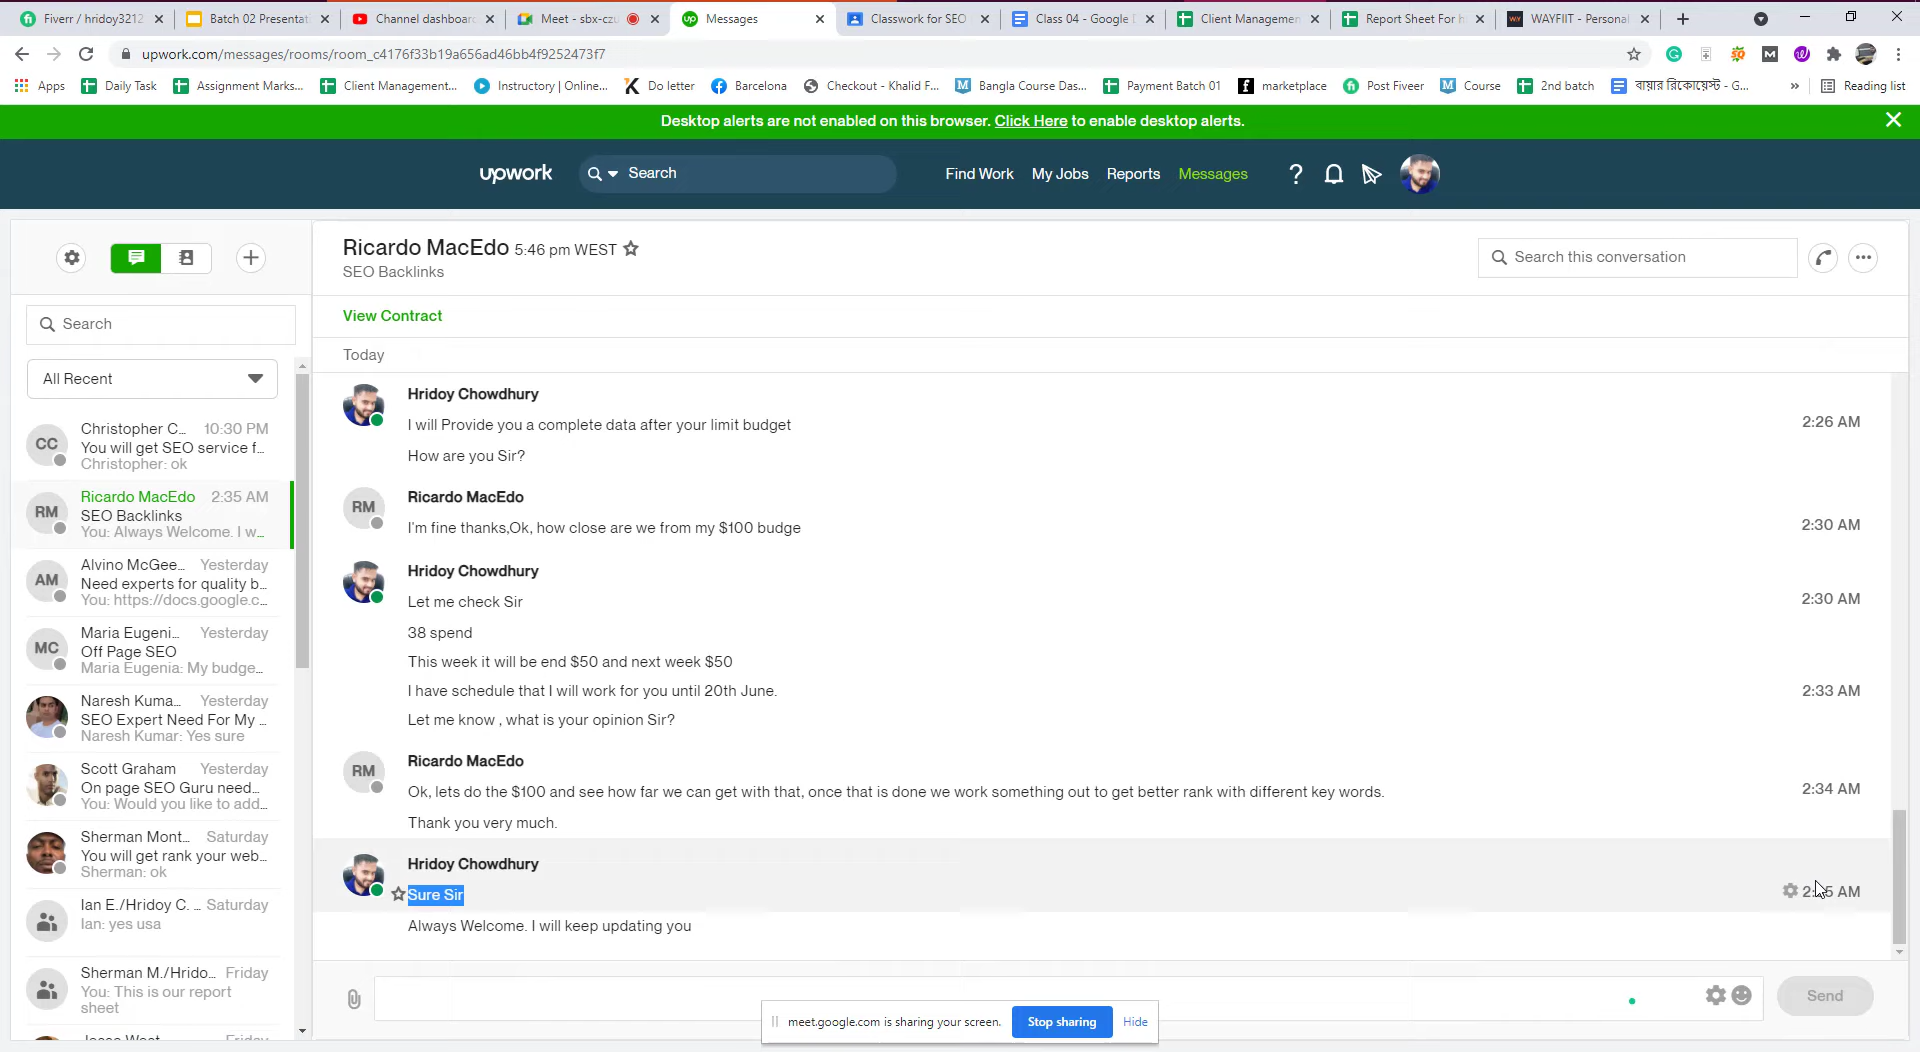 Fiverr / hridoy3212
Batch 02 Presentat
Channel dashboard
Meet - sbx-czu
Messages
Classwork for SEO
Class 04 - Google
Client Managemen
Report Sheet For h
WAYFIIT - Personal
upwork.com/messages/rooms/room_c4176f33b19a656ad46bb4f9252473f7
Apps
Daily Task
Assignment Marks...
Client Management...
Instructory | Online...
Do letter
Barcelona
Checkout - Khalid F...
Bangla Course Das...
Payment Batch 01
marketplace
Post Fiveer
Course
2nd batch
বায়ার রিকোয়েস্ট - G...
»
Reading list
Desktop alerts are not enabled on this browser. Click Here to enable desktop alerts.
upwork
Search
Find Work
My Jobs
Reports
Messages
Ricardo MacEdo 5:46 pm WEST
SEO Backlinks
Search this conversation
View Contract
Today
Search
All Recent
CC
Christopher C... 10:30 PM
You will get SEO service f...
Christopher: ok
RM
Ricardo MacEdo 2:35 AM
SEO Backlinks
You: Always Welcome. I w...
AM
Alvino McGee... Yesterday
Need experts for quality b...
You: https://docs.google.c...
MC
Maria Eugeni... Yesterday
Off Page SEO
Maria Eugenia: My budge...
Naresh Kuma... Yesterday
SEO Expert Need For My ...
Naresh Kumar: Yes sure
Scott Graham Yesterday
On page SEO Guru need...
You: Would you like to add...
Sherman Mont... Saturday
You will get rank your web...
Sherman: ok
Ian E./Hridoy C. ... Saturday
Ian: yes usa
Sherman M./Hrido... Friday
You: This is our report
sheet
Friday
Hridoy Chowdhury
I will Provide you a complete data after your limit budget 2:26 AM
How are you Sir?
RM
Ricardo MacEdo
I'm fine thanks,Ok, how close are we from my $100 budge 2:30 AM
Hridoy Chowdhury
Let me check Sir 2:30 AM
38 spend
This week it will be end $50 and next week $50
I have schedule that I will work for you until 20th June. 2:33 AM
Let me know , what is your opinion Sir?
RM
Ricardo MacEdo
Ok, lets do the $100 and see how far we can get with that, once that is done we work something out to get better rank with different key words. 2:34 AM
Thank you very much.
Hridoy Chowdhury
Sure Sir
Always Welcome. I will keep updating you
Send
meet.google.com is sharing your screen.
Stop sharing
Hide